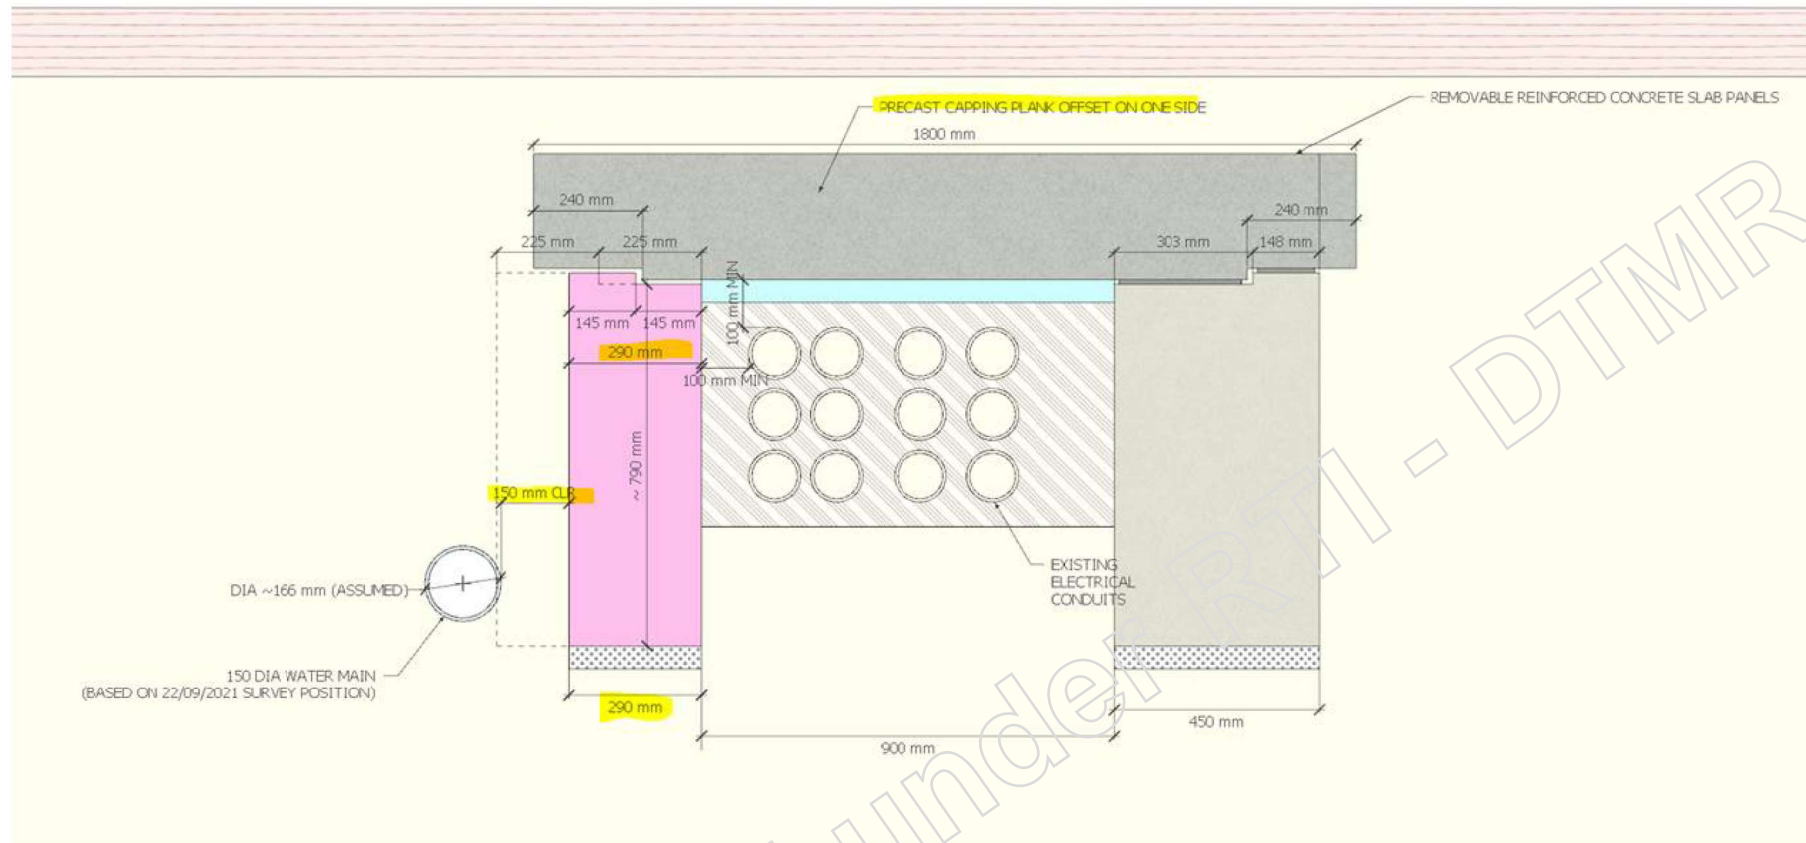 PRECAST CAPPING PLANK OFFSET ON ONE SIDE
REMOVABLE REINFORCED CONCRETE SLAB PANELS
1800 mm
240 mm
240 mm
225 mm
225 mm
303 mm
148 mm
100 mm MIN
145 mm
145 mm
290 mm
100 mm MIN
~ 790 mm
150 mm CLR
DIA ~166 mm (ASSUMED)
EXISTING
ELECTRICAL
CONDUITS
150 DIA WATER MAIN
(BASED ON 22/09/2021 SURVEY POSITION)
290 mm
450 mm
900 mm
under RTI - DTMR